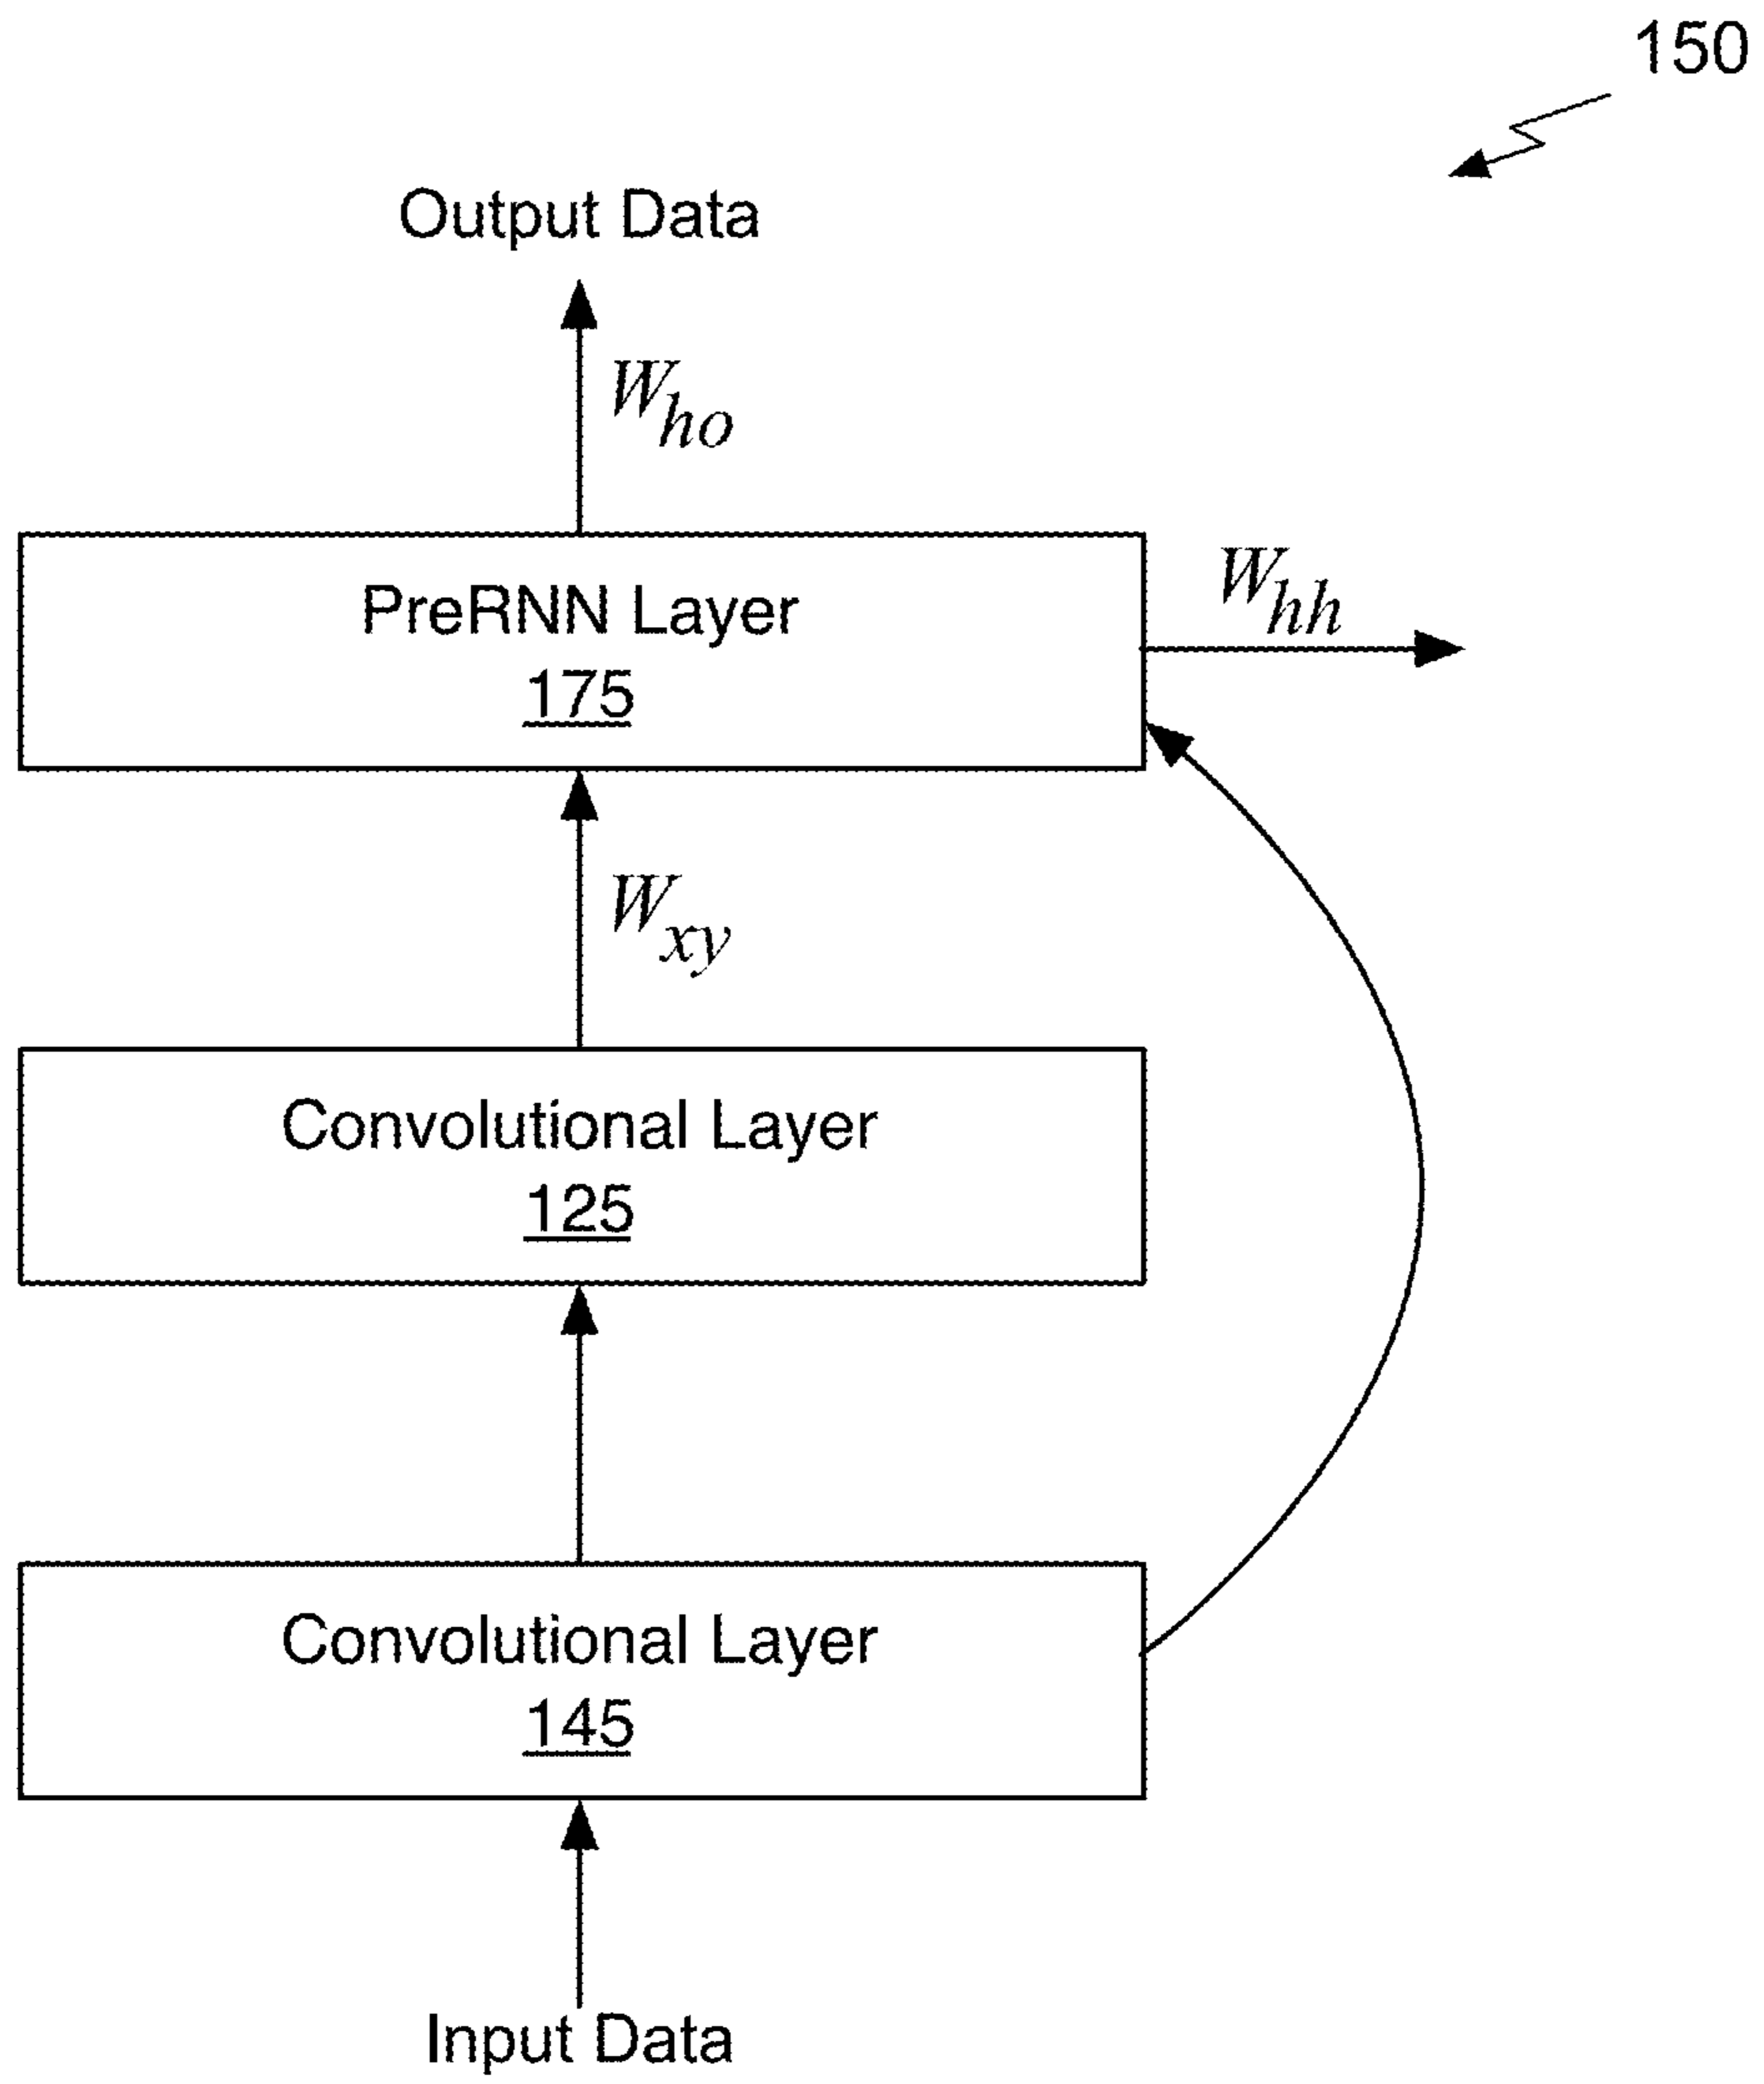 150
Output Data
W_ho
PreRNN Layer
175
W_hh
W_xy
Convolutional Layer
125
Convolutional Layer
145
Input Data